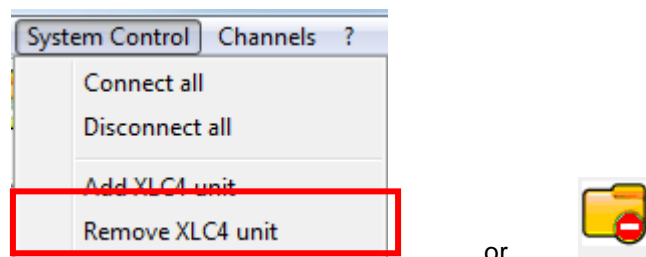 System Control Channels ?
Connect all
Disconnect all
Add XLC4 unit
Remove XLC4 unit
or